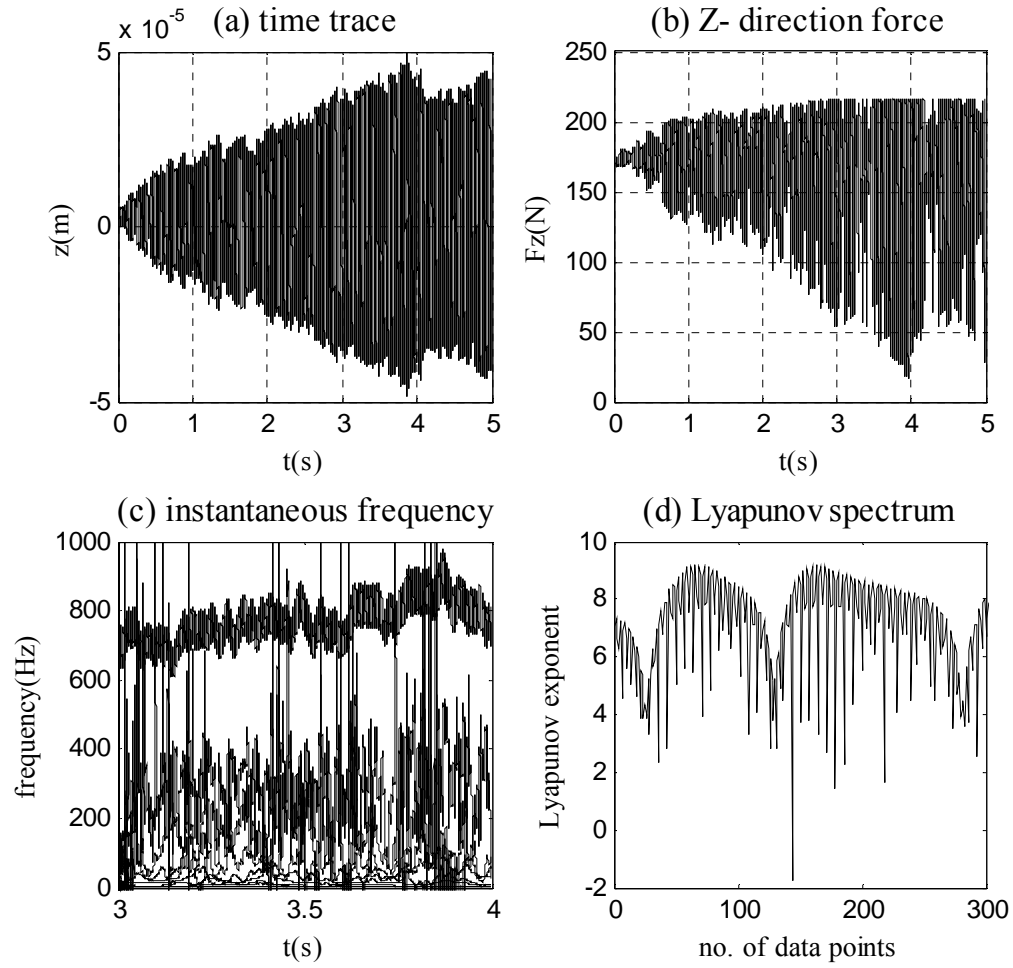 (a) time trace
x 10-5
5
0
-5
z(m)
0 1 2 3 4 5
t(s)
(b) Z- direction force
250
200
150
100
50
0
Fz(N)
0 1 2 3 4 5
t(s)
(c) instantaneous frequency
1000
800
600
400
200
0
frequency(Hz)
3 3.5 4
t(s)
(d) Lyapunov spectrum
10
8
6
4
2
0
-2
Lyapunov exponent
0 100 200 300
no. of data points